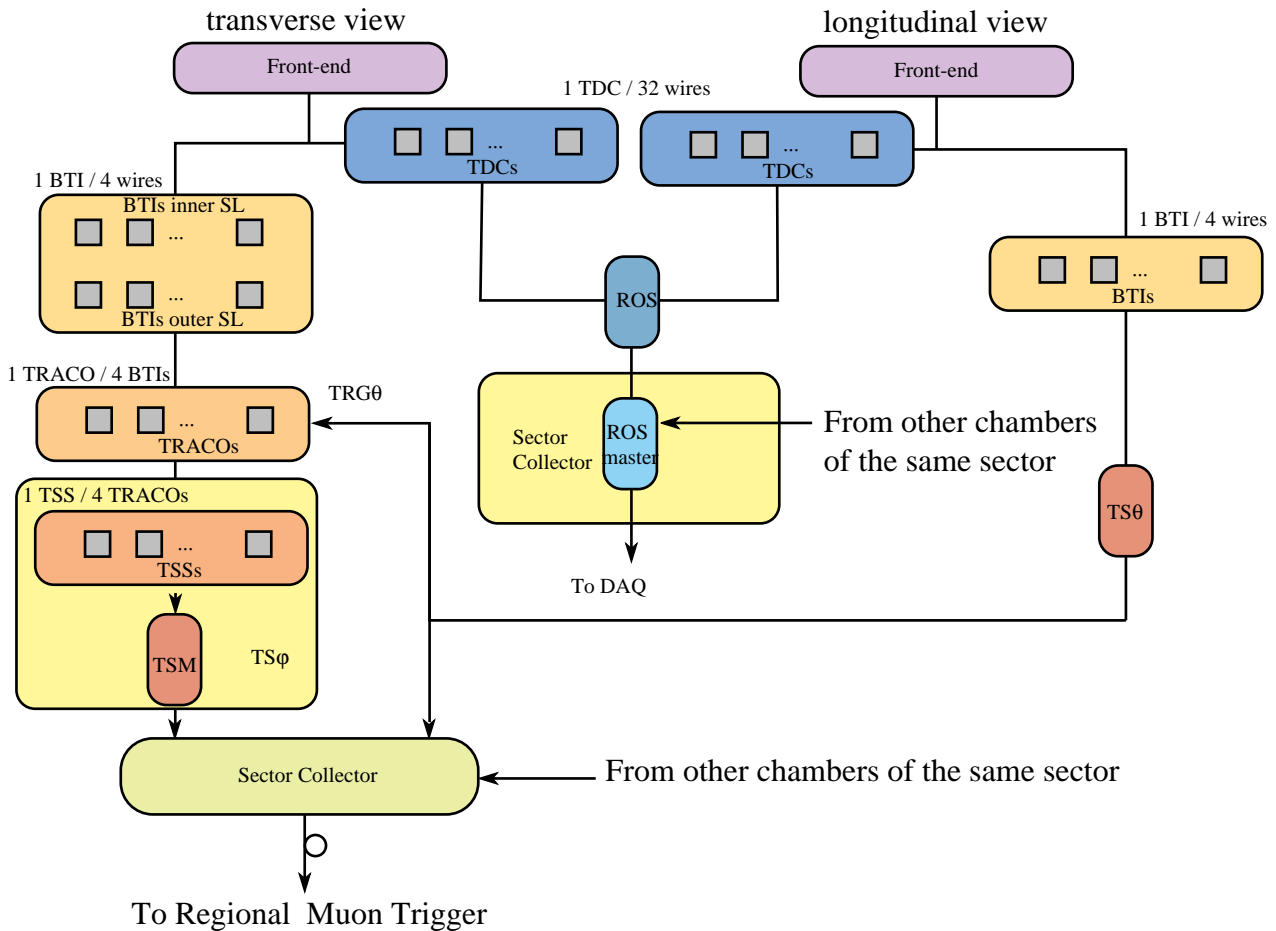 transverse view
longitudinal view
Front-end
Front-end
1 TDC / 32 wires
...
TDCs
...
TDCs
1 BTI / 4 wires
BTIs inner SL
...
...
BTIs outer SL
1 BTI / 4 wires
...
BTIs
ROS
1 TRACO / 4 BTIs
TRGθ
...
TRACOs
Sector
Collector
ROS
master
From other chambers
of the same sector
1 TSS / 4 TRACOs
...
TSSs
TSθ
To DAQ
TSM
TSφ
Sector Collector
From other chambers of the same sector
To Regional Muon Trigger